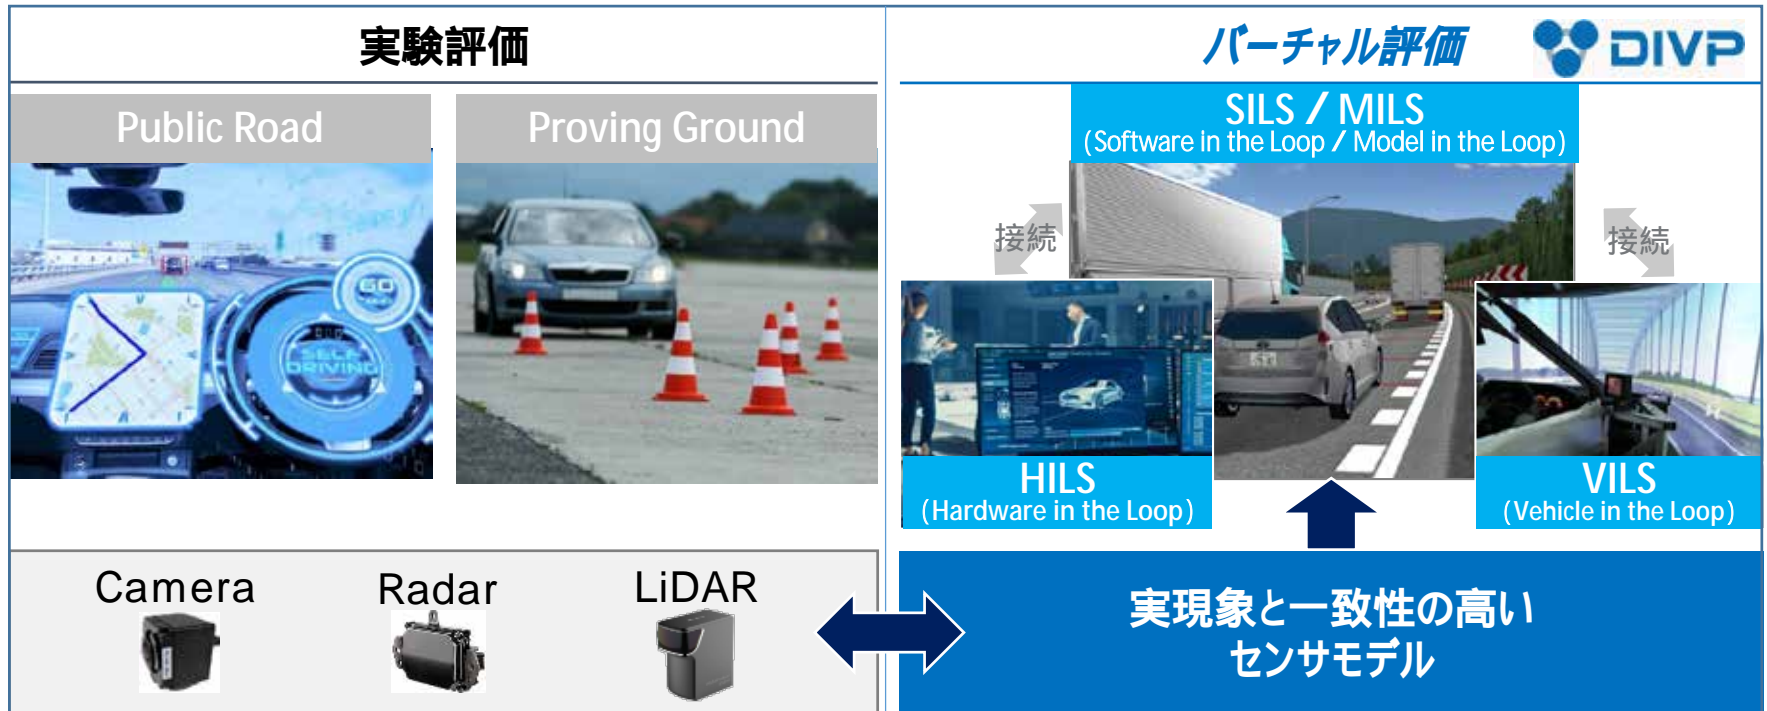 実験評価
バーチャル評価
DIVP
Public Road
Proving Ground
SILS / MILS
(Software in the Loop / Model in the Loop)
接続
接続
60
SELF
DRIVING
HILS
(Hardware in the Loop)
VILS
(Vehicle in the Loop)
Camera
Radar
LiDAR
実現象と一致性の高い
センサモデル